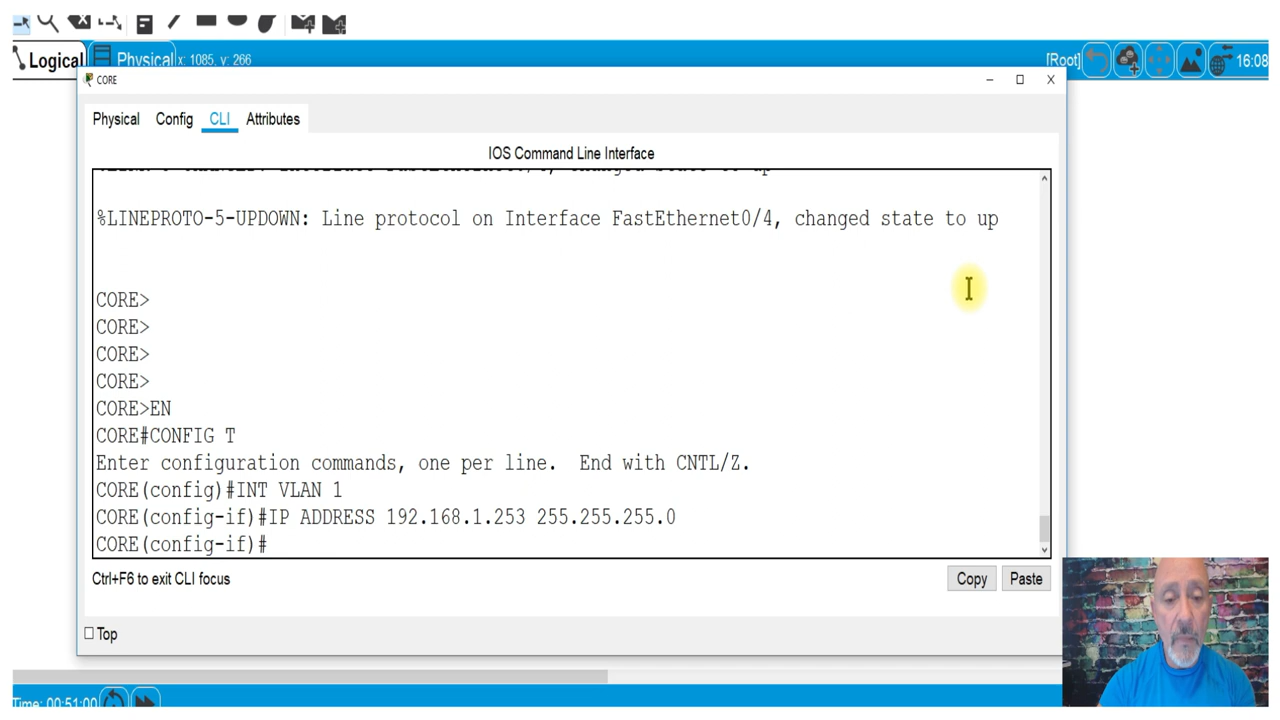 Logical
Physical
x: 1085, y: 266
[Root]
16:08
CORE
Physical Config CLI Attributes
IOS Command Line Interface
%LINEPROTO-5-UPDOWN: Line protocol on Interface FastEthernet0/4, changed state to up
CORE>
CORE>
CORE>
CORE>
CORE>EN
CORE#CONFIG T
Enter configuration commands, one per line. End with CNTL/Z.
CORE(config)#INT VLAN 1
CORE(config-if)#IP ADDRESS 192.168.1.253 255.255.255.0
CORE(config-if)#
Ctrl+F6 to exit CLI focus
Copy
Paste
Top
Time: 00:51:00